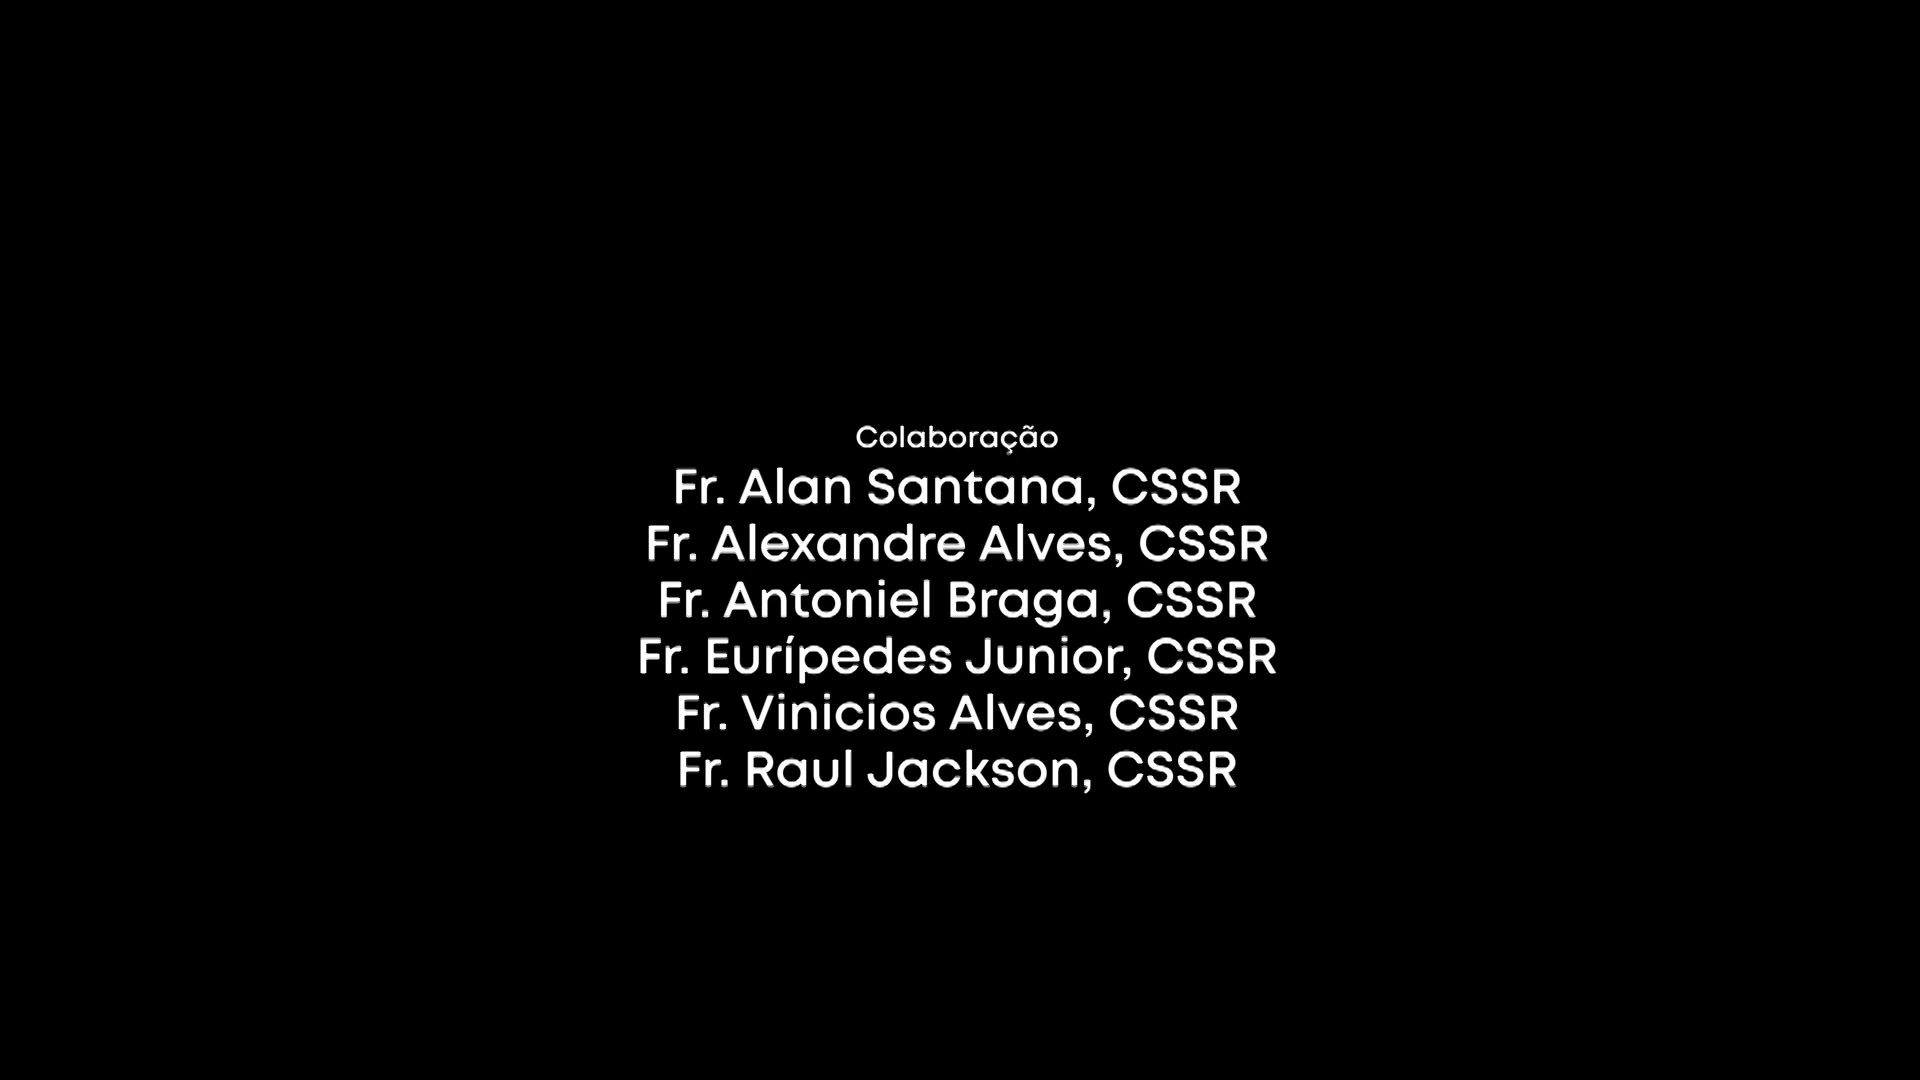 Colaboração
Fr. Alan Santana, CSSR
Fr. Alexandre Alves, CSSR
Fr. Antoniel Braga, CSSR
Fr. Eurípedes Junior, CSSR
Fr. Vinicios Alves, CSSR
Fr. Raul Jackson, CSSR